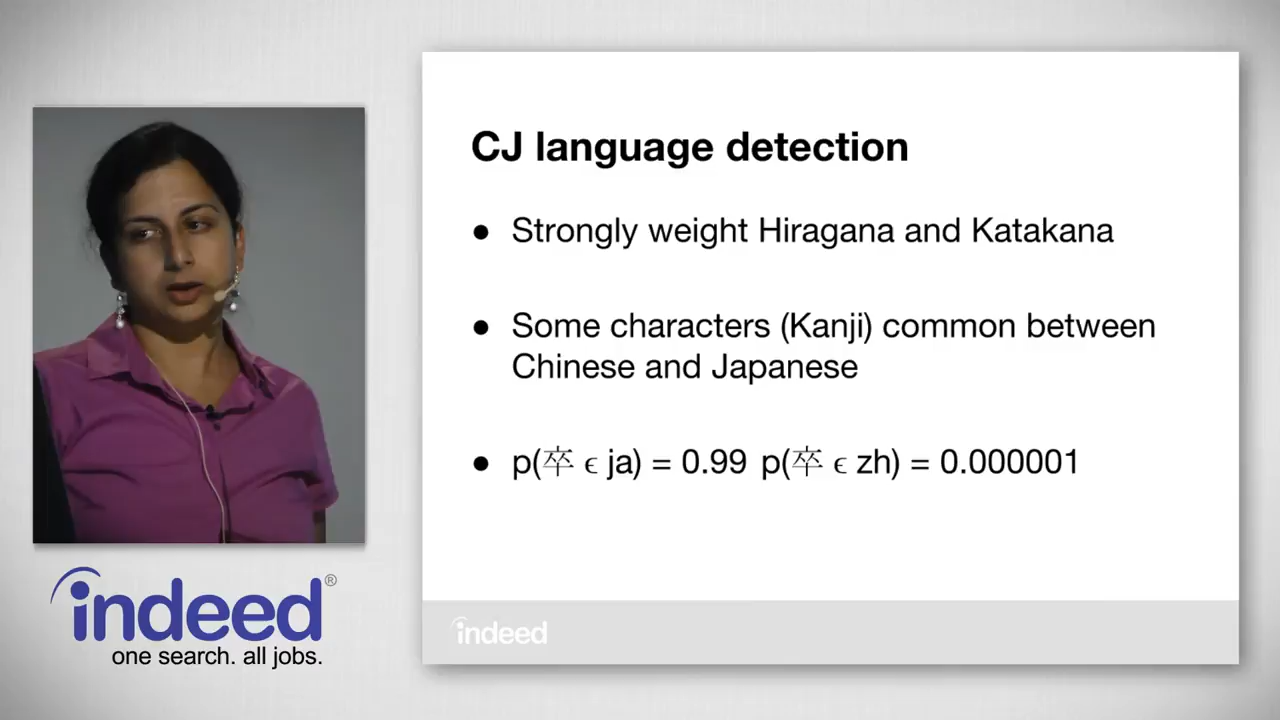 CJ language detection
● Strongly weight Hiragana and Katakana
● Some characters (Kanji) common between
Chinese and Japanese
● p(卒 ϵ ja) = 0.99 p(卒 ϵ zh) = 0.000001
indeed
indeed®
one search. all jobs.